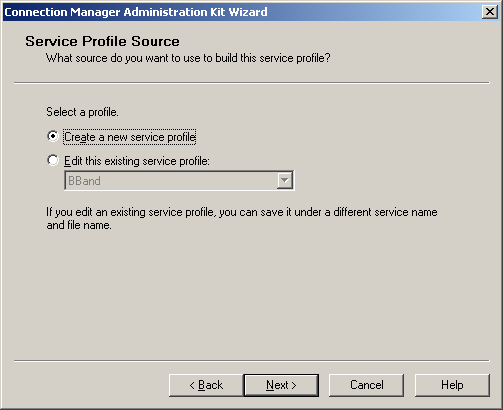 Connection Manager Administration Kit Wizard
Service Profile Source
What source do you want to use to build this service profile?
Select a profile.
Create a new service profile
Edit this existing service profile:
BBand
If you edit an existing service profile, you can save it under a different service name
and file name.
< Back Next > Cancel Help